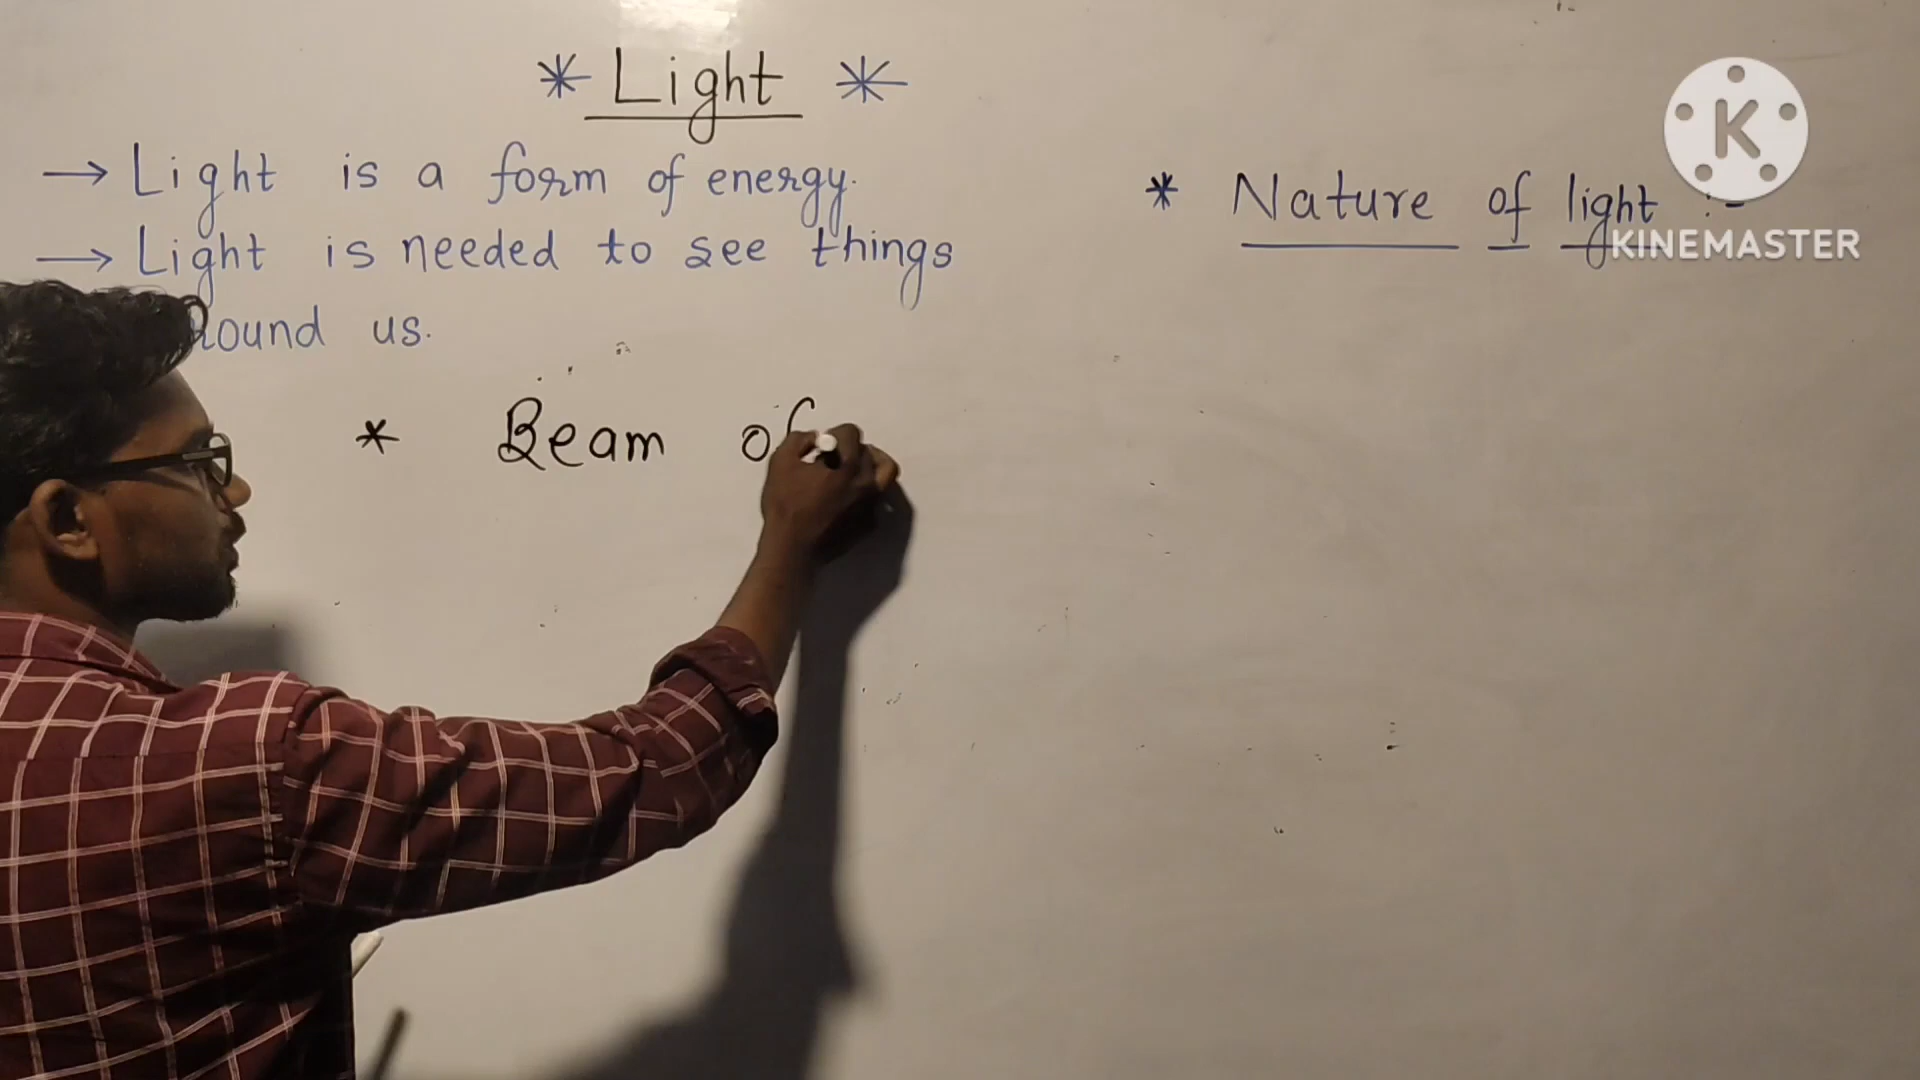 * Light *
→ Light is a form of energy.
→ Light is needed to see things
round us.
* Beam of
* Nature of light :-
K
KINEMASTER